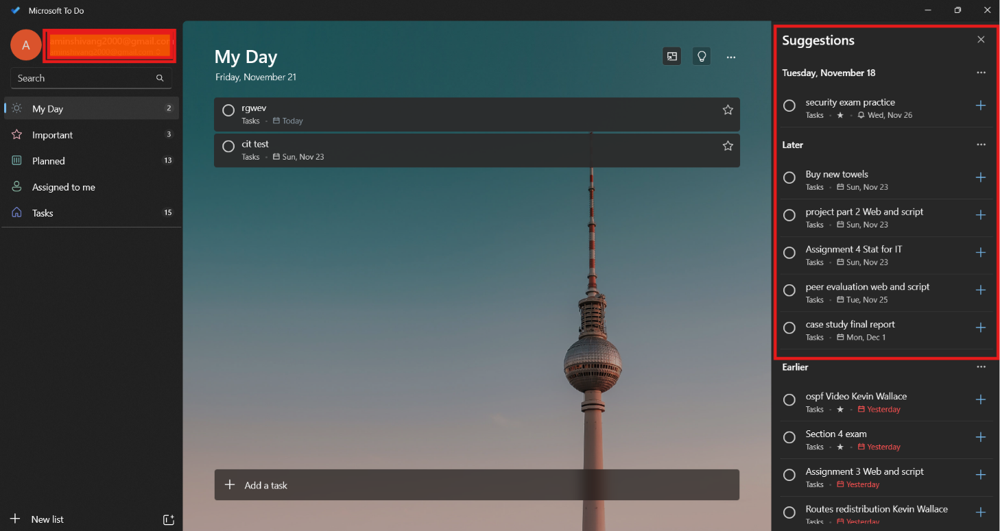 Microsoft To Do
A
aminshivang2000@gmail.com
aminshivang2000@gmail.com
Search
My Day 2
Important 3
Planned 13
Assigned to me
Tasks 15
New list
My Day
Friday, November 21
rgwev
Tasks · Today
cit test
Tasks · Sun, Nov 23
Add a task
Suggestions
Tuesday, November 18
security exam practice
Tasks · ★ · Wed, Nov 26
Later
Buy new towels
Tasks · Sun, Nov 23
project part 2 Web and script
Tasks · Sun, Nov 23
Assignment 4 Stat for IT
Tasks · Sun, Nov 23
peer evaluation web and script
Tasks · Tue, Nov 25
case study final report
Tasks · Mon, Dec 1
Earlier
ospf Video Kevin Wallace
Tasks · ★ · Yesterday
Section 4 exam
Tasks · ★ · Yesterday
Assignment 3 Web and script
Tasks · Yesterday
Routes redistribution Kevin Wallace
Tasks · Yesterday